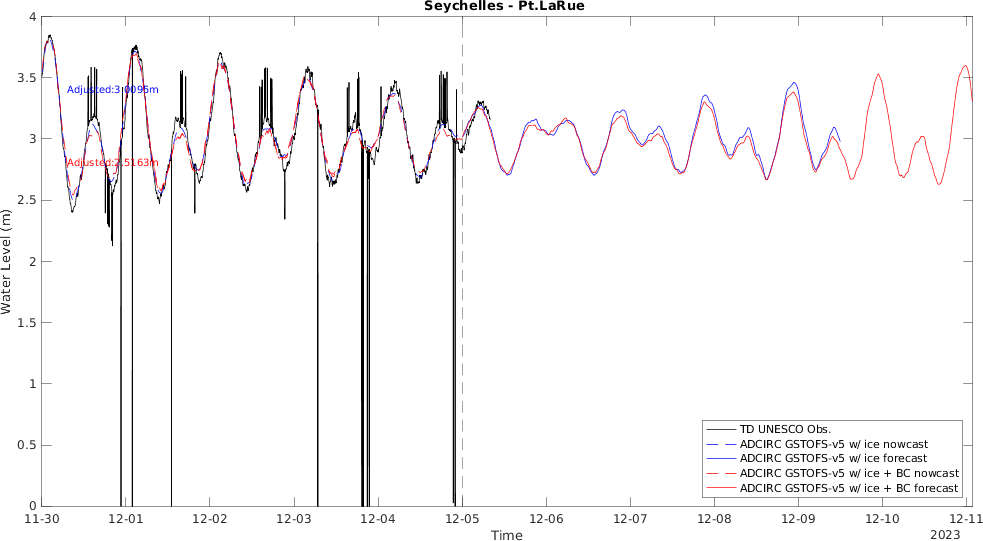 Seychelles - Pt.LaRue
Water Level (m)
4
3.5
3
2.5
2
1.5
1
0.5
0
Adjusted:3.0095m
Adjusted:2.5163m
TD UNESCO Obs.
ADCIRC GSTOFS-v5 w/ ice nowcast
ADCIRC GSTOFS-v5 w/ ice forecast
ADCIRC GSTOFS-v5 w/ ice + BC nowcast
ADCIRC GSTOFS-v5 w/ ice + BC forecast
11-30 12-01 12-02 12-03 12-04 12-05 12-06 12-07 12-08 12-09 12-10 12-11
Time
2023